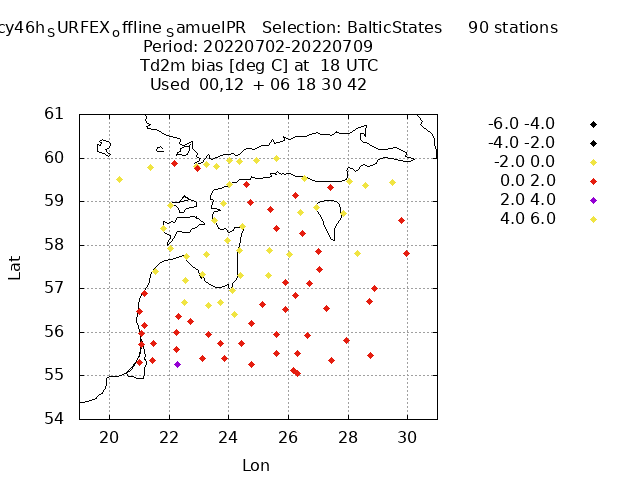 cy46hSURFEXoffline SamuelPR   Selection: BalticStates     90 stations
Period: 20220702-20220709
Td2m bias [deg C] at  18 UTC
Used  00,12  + 06 18 30 42
-6.0 -4.0
-4.0 -2.0
-2.0 0.0
0.0 2.0
2.0 4.0
4.0 6.0
61
60
59
58
57
56
55
54
Lat
20 22 24 26 28 30
Lon